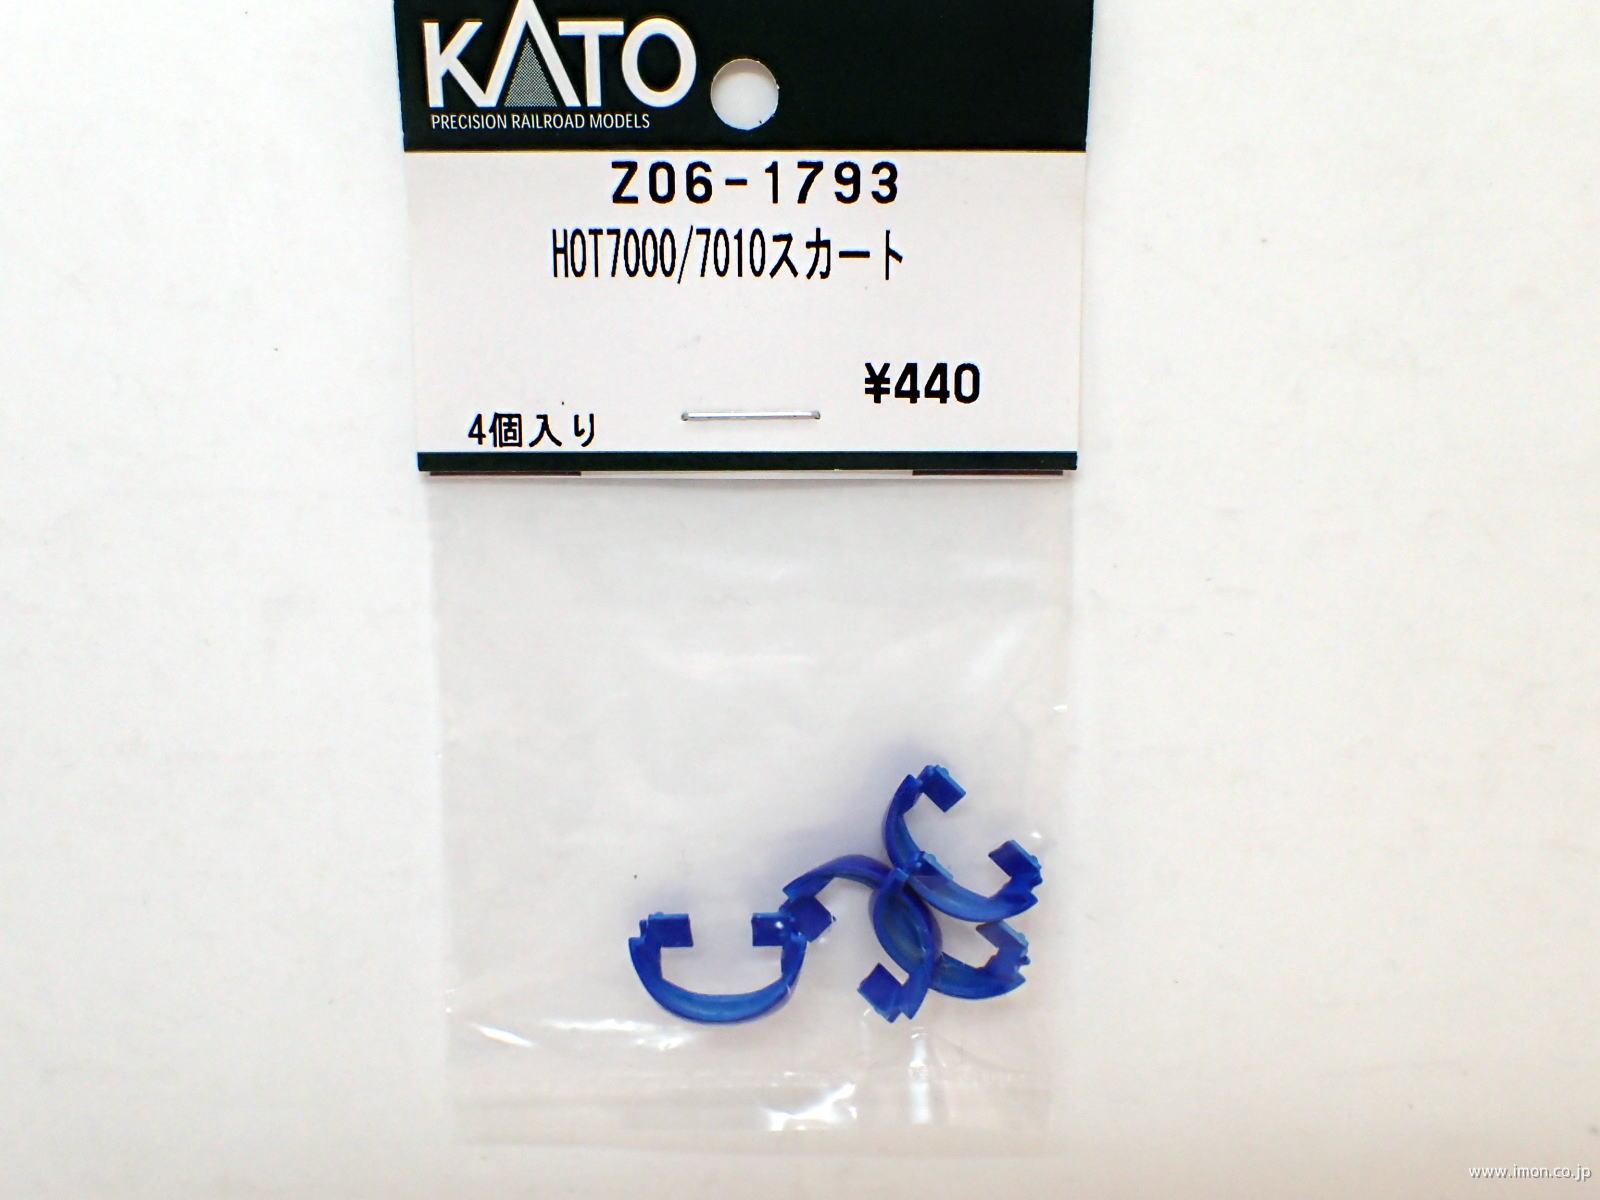 KATO
PRECISION RAILROAD MODELS
Z06-1793
HOT7000/7010スカート
¥440
4個入り
www.imon.co.jp